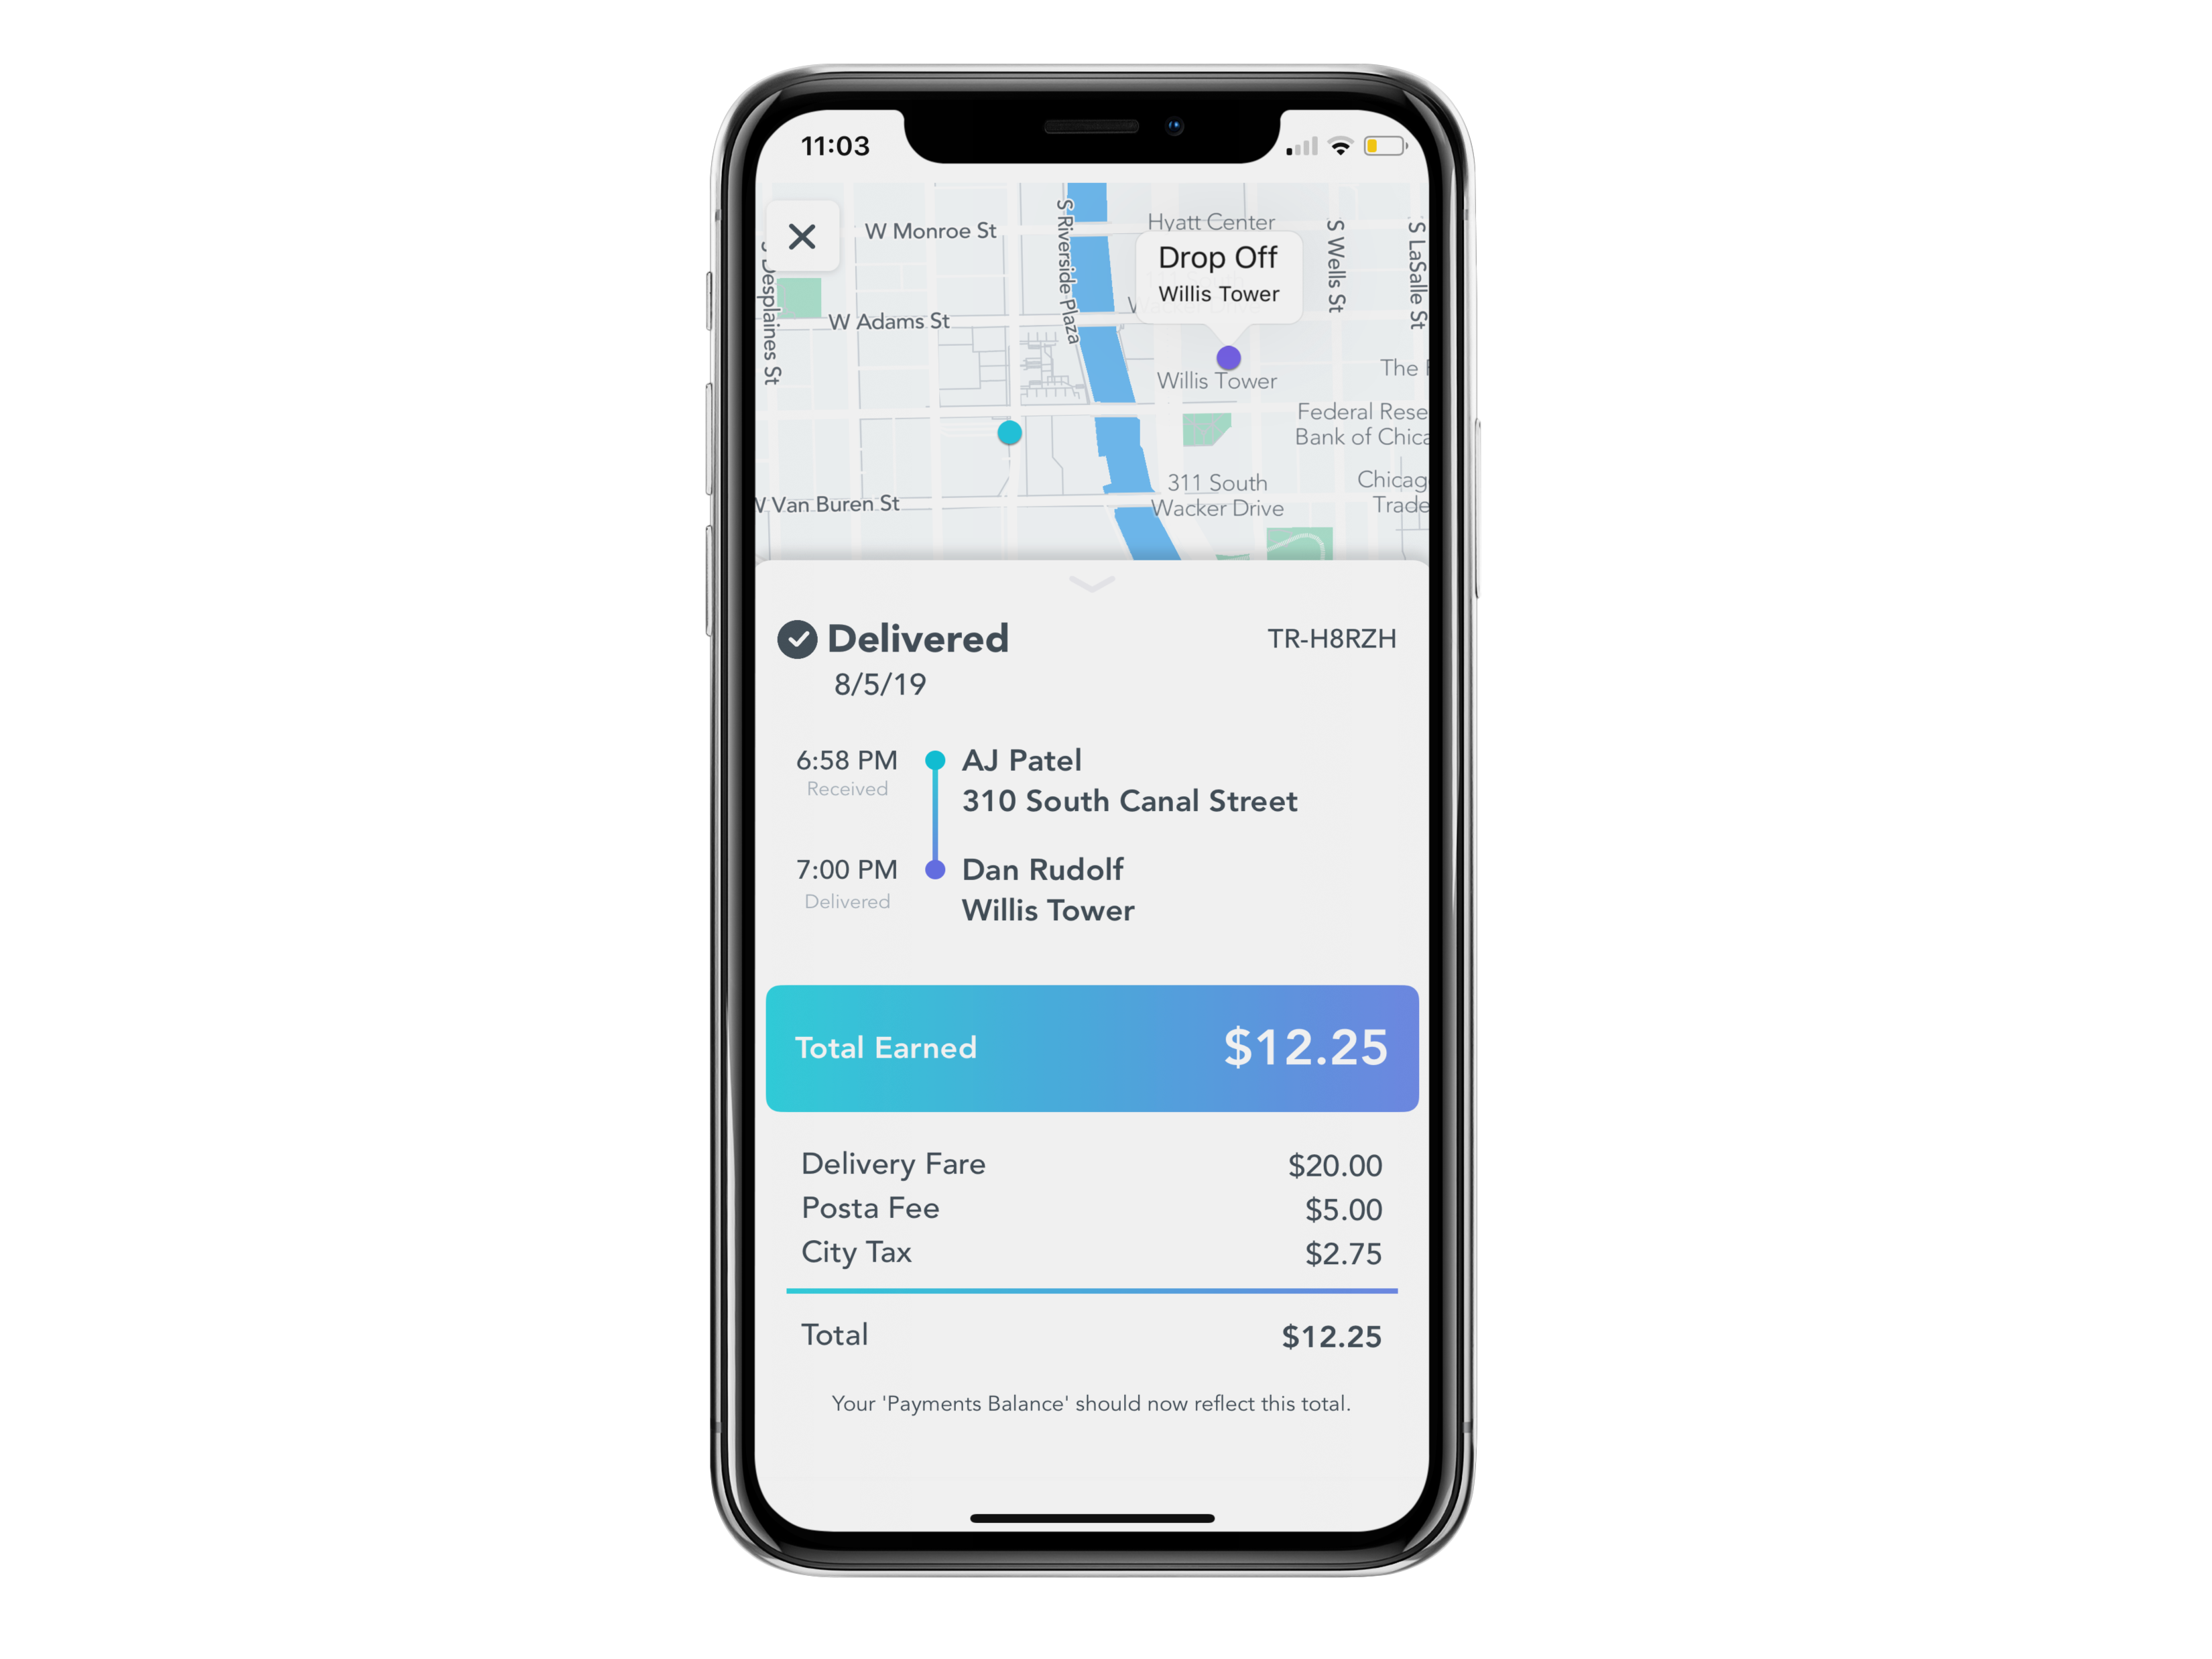 11:03
W Monroe St
S Riverside Plaza
Hyatt Center
Drop Off
Willis Tower
S Wells St
S LaSalle St
Desplaines St
W Adams St
Willis Tower
The
Federal Rese
Bank of Chica
311 South
Wacker Drive
Chicag
Trade
W Van Buren St
Delivered
TR-H8RZH
8/5/19
6:58 PM
Received
AJ Patel
310 South Canal Street
7:00 PM
Delivered
Dan Rudolf
Willis Tower
Total Earned
$12.25
Delivery Fare
$20.00
Posta Fee
$5.00
City Tax
$2.75
Total
$12.25
Your 'Payments Balance' should now reflect this total.